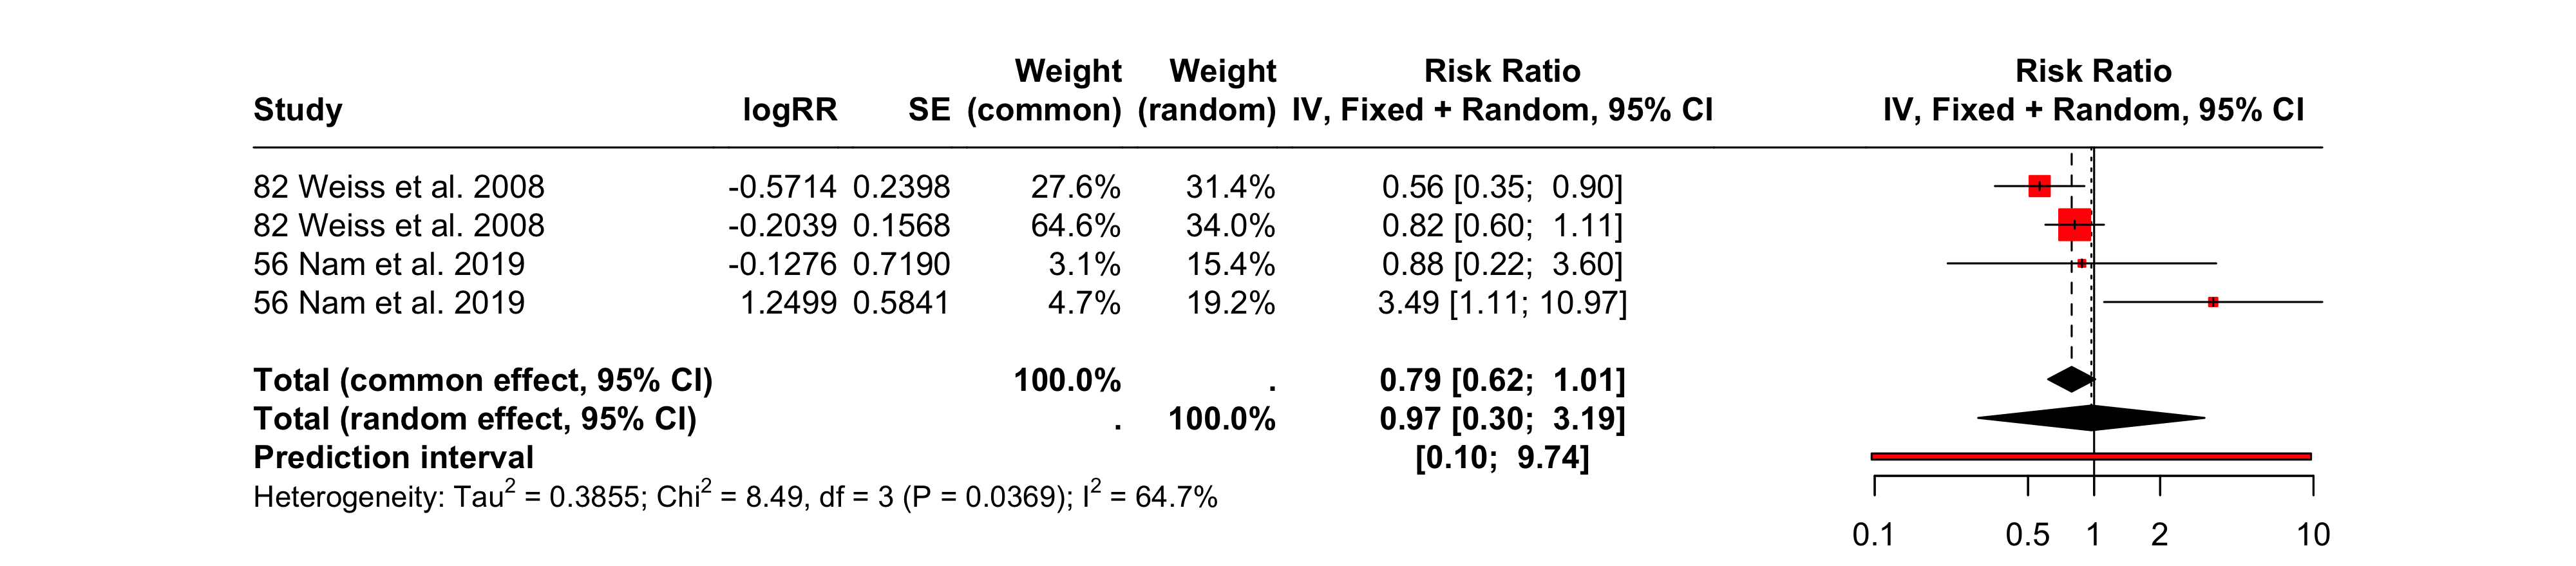 Weight Weight Risk Ratio Risk Ratio
Study logRR SE (common) (random) IV, Fixed + Random, 95% CI IV, Fixed + Random, 95% CI
82 Weiss et al. 2008 -0.5714 0.2398 27.6% 31.4% 0.56 [0.35; 0.90]
82 Weiss et al. 2008 -0.2039 0.1568 64.6% 34.0% 0.82 [0.60; 1.11]
56 Nam et al. 2019 -0.1276 0.7190 3.1% 15.4% 0.88 [0.22; 3.60]
56 Nam et al. 2019 1.2499 0.5841 4.7% 19.2% 3.49 [1.11; 10.97]
Total (common effect, 95% CI) 100.0% . 0.79 [0.62; 1.01]
Total (random effect, 95% CI) . 100.0% 0.97 [0.30; 3.19]
Prediction interval [0.10; 9.74]
Heterogeneity: Tau² = 0.3855; Chi² = 8.49, df = 3 (P = 0.0369); I² = 64.7%
0.1 0.5 1 2 10